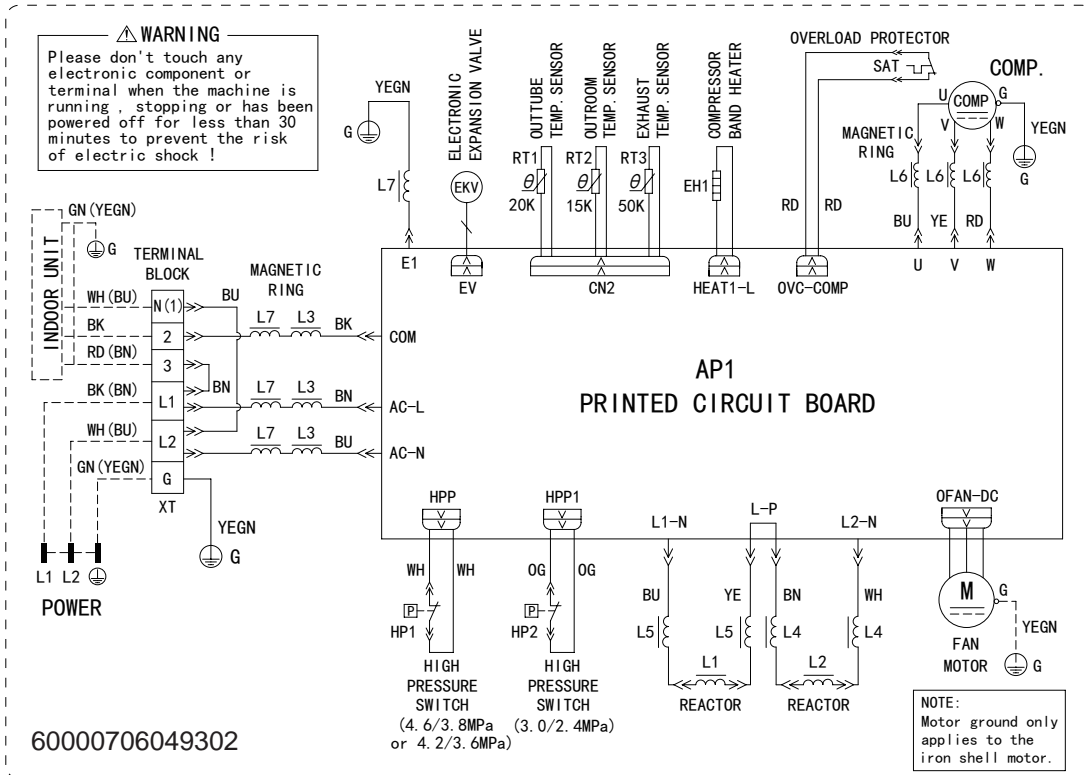 WARNING
Please don't touch any
electronic component or
terminal when the machine is
running , stopping or has been
powered off for less than 30
minutes to prevent the risk
of electric shock !
YEGN
G
L7
E1
ELECTRONIC
EXPANSION VALVE
EKV
EV
OUTTUBE
TEMP. SENSOR
OUTROOM
TEMP. SENSOR
EXHAUST
TEMP. SENSOR
RT1
RT2
RT3
θ
θ
θ
20K
15K
50K
CN2
COMPRESSOR
BAND HEATER
EH1
HEAT1-L
OVERLOAD PROTECTOR
SAT
RD
RD
OVC-COMP
COMP.
COMP
U
V
W
G
YEGN
G
MAGNETIC
RING
L6
L6
L6
BU
YE
RD
U
V
W
INDOOR UNIT
GN(YEGN)
G
TERMINAL
BLOCK
MAGNETIC
RING
WH(BU)
N(1)
BU
BK
2
L7
L3
BK
COM
RD(BN)
3
BN
BK(BN)
L1
L7
L3
BN
AC-L
WH(BU)
L2
L7
L3
BU
AC-N
GN(YEGN)
G
XT
YEGN
G
L1
L2
POWER
AP1
PRINTED CIRCUIT BOARD
HPP
WH
WH
P
HP1
HIGH
PRESSURE
SWITCH
(4.6/3.8MPa
or 4.2/3.6MPa)
HPP1
OG
OG
P
HP2
HIGH
PRESSURE
SWITCH
(3.0/2.4MPa)
L1-N
L-P
L2-N
BU
YE
BN
WH
L5
L5
L4
L4
L1
L2
REACTOR
REACTOR
OFAN-DC
M
G
YEGN
FAN
MOTOR
G
NOTE:
Motor ground only
applies to the
iron shell motor.
60000706049302